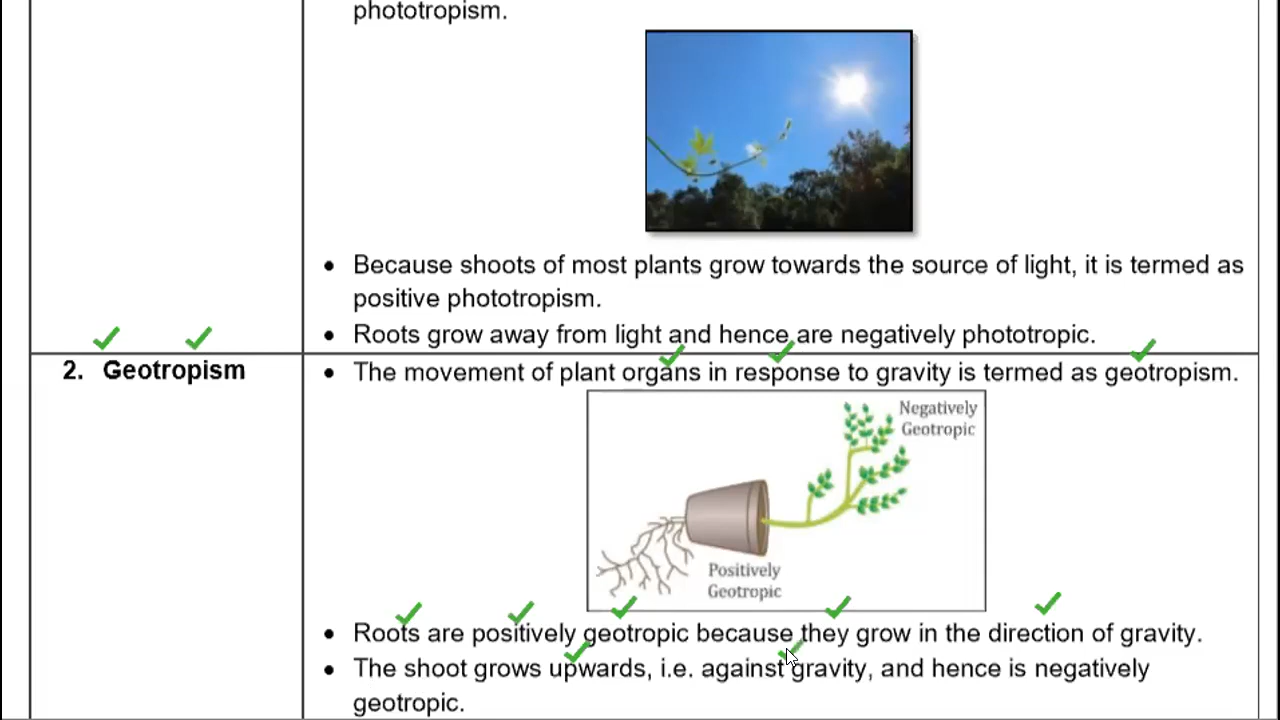 phototropism.
• Because shoots of most plants grow towards the source of light, it is termed as
positive phototropism.
• Roots grow away from light and hence are negatively phototropic.
2. Geotropism
• The movement of plant organs in response to gravity is termed as geotropism.
Negatively
Geotropic
Positively
Geotropic
• Roots are positively geotropic because they grow in the direction of gravity.
• The shoot grows upwards, i.e. against gravity, and hence is negatively
geotropic.